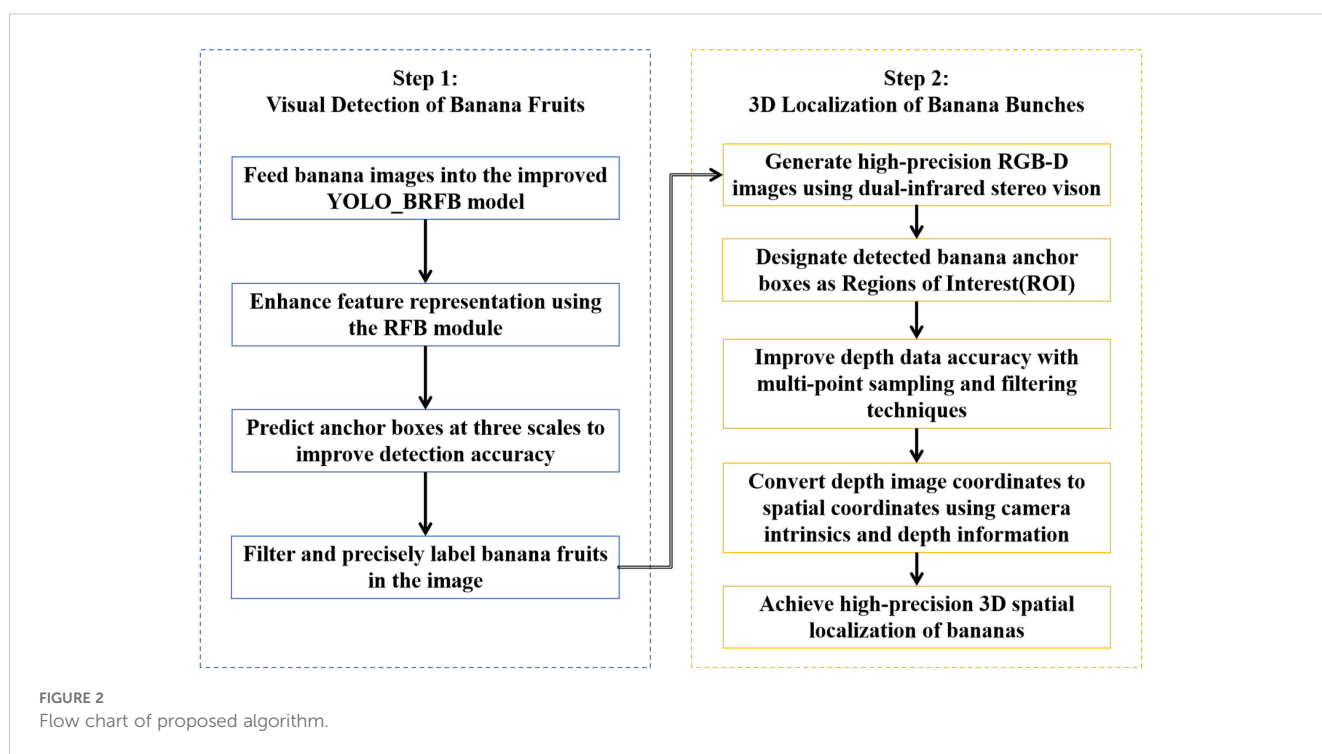 Step 1:
Visual Detection of Banana Fruits
Feed banana images into the improved
YOLO_BRFB model
Enhance feature representation using
the RFB module
Predict anchor boxes at three scales to
improve detection accuracy
Filter and precisely label banana fruits
in the image
Step 2:
3D Localization of Banana Bunches
Generate high-precision RGB-D
images using dual-infrared stereo vison
Designate detected banana anchor
boxes as Regions of Interest(ROI)
Improve depth data accuracy with
multi-point sampling and filtering
techniques
Convert depth image coordinates to
spatial coordinates using camera
intrinsics and depth information
Achieve high-precision 3D spatial
localization of bananas
FIGURE 2
Flow chart of proposed algorithm.